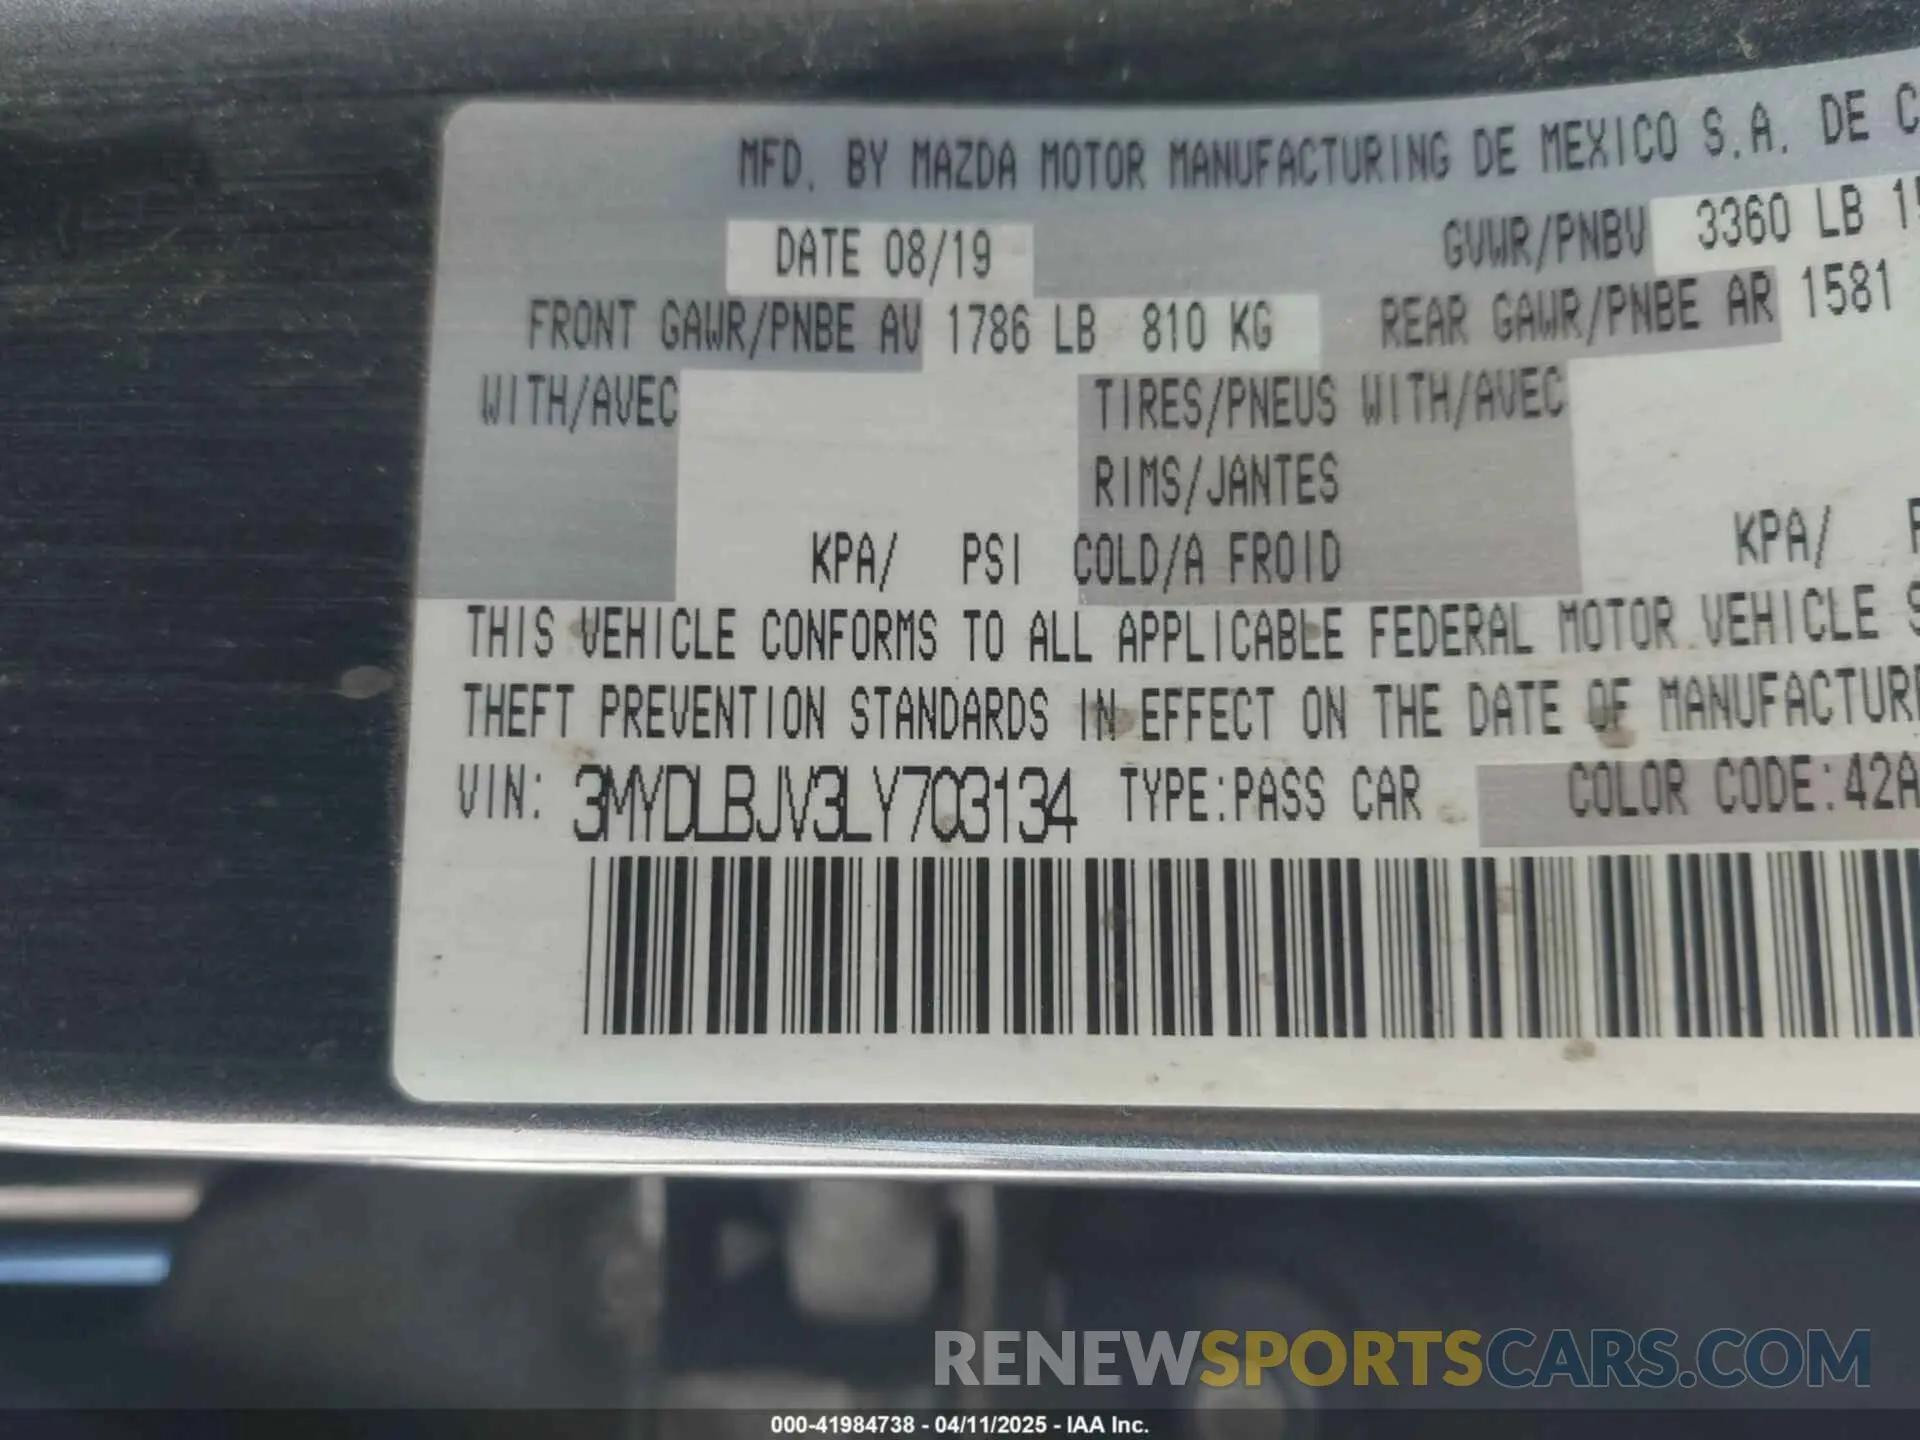 MFD. BY MAZDA MOTOR MANUFACTURING DE MEXICO S.A. DE C
DATE 08/19 GVWR/PNBV 3360 LB
FRONT GAWR/PNBE AV 1786 LB 810 KG REAR GAWR/PNBE AR 1581
WITH/AVEC TIRES/PNEUS WITH/AVEC
RIMS/JANTES
KPA/ PSI COLD/A FROID KPA/
THIS VEHICLE CONFORMS TO ALL APPLICABLE FEDERAL MOTOR VEHICLE
THEFT PREVENTION STANDARDS IN EFFECT ON THE DATE OF MANUFACTURE
VIN: 3MYDLBJV3LY703134 TYPE:PASS CAR COLOR CODE:42A
RENEWSPORTSCARS.COM
000-41984738 - 04/11/2025 - IAA Inc.